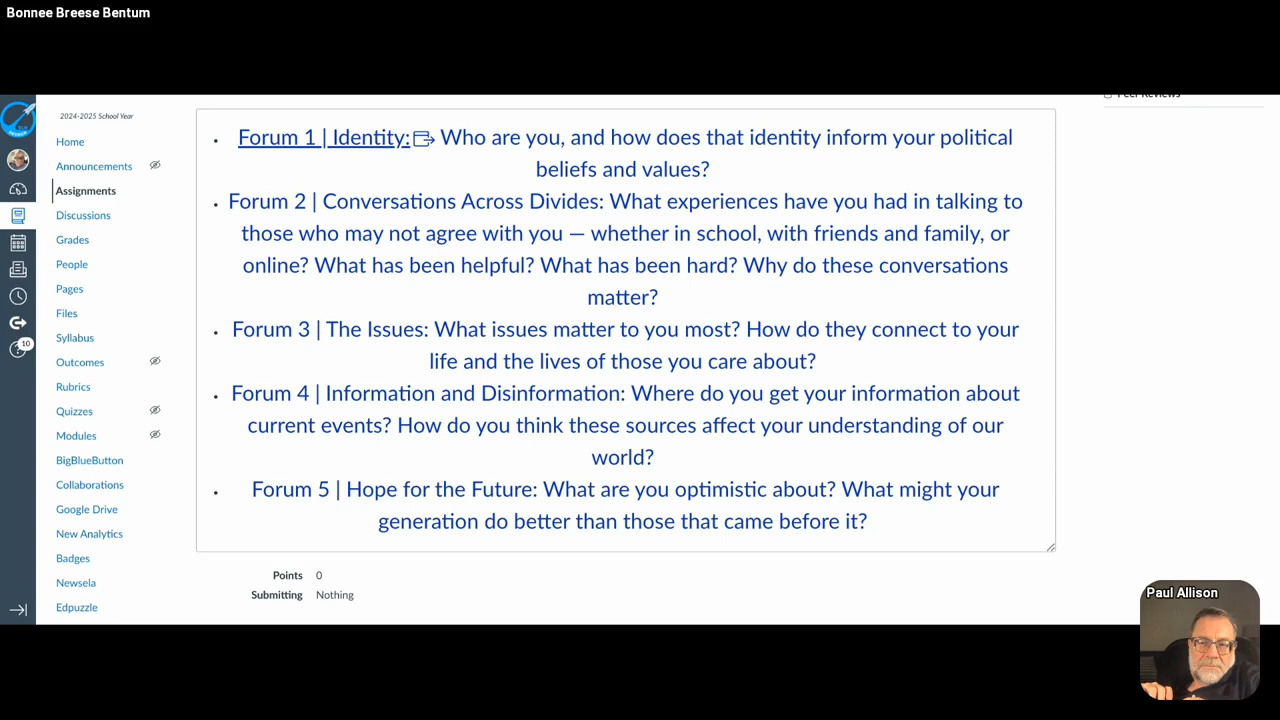 Bonnee Breese Bentum
Peer Reviews
2024-2025 School Year
Home
Announcements
Assignments
Discussions
Grades
People
Pages
Files
Syllabus
Outcomes
Rubrics
Quizzes
Modules
BigBlueButton
Collaborations
Google Drive
New Analytics
Badges
Newsela
Edpuzzle
10
Forum 1 | Identity: Who are you, and how does that identity inform your political
beliefs and values?
Forum 2 | Conversations Across Divides: What experiences have you had in talking to
those who may not agree with you — whether in school, with friends and family, or
online? What has been helpful? What has been hard? Why do these conversations
matter?
Forum 3 | The Issues: What issues matter to you most? How do they connect to your
life and the lives of those you care about?
Forum 4 | Information and Disinformation: Where do you get your information about
current events? How do you think these sources affect your understanding of our
world?
Forum 5 | Hope for the Future: What are you optimistic about? What might your
generation do better than those that came before it?
Points 0
Submitting Nothing
Paul Allison